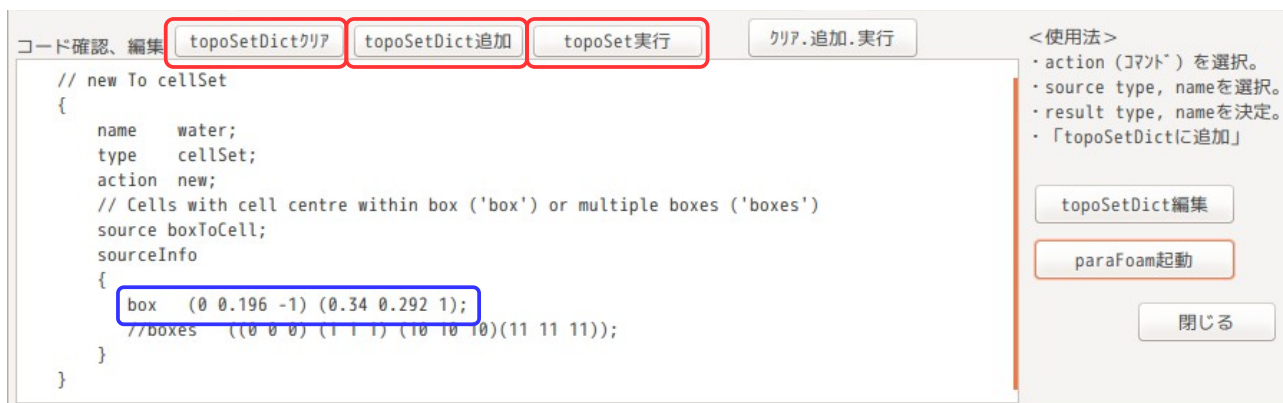 コード確認、編集 topoSetDictｸﾘｱ topoSetDict追加 topoSet実行 ｸﾘｱ.追加.実行
// new To cellSet
{
name water;
type cellSet;
action new;
// Cells with cell centre within box ('box') or multiple boxes ('boxes')
source boxToCell;
sourceInfo
{
box (0 0.196 -1) (0.34 0.292 1);
//boxes ((0 0 0) (1 1 1) (10 10 10)(11 11 11));
}
}
<使用法>
・action (ｺﾏﾝﾄﾞ) を選択。
・source type, nameを選択。
・result type, nameを決定。
・「topoSetDictに追加」
topoSetDict編集
paraFoam起動
閉じる